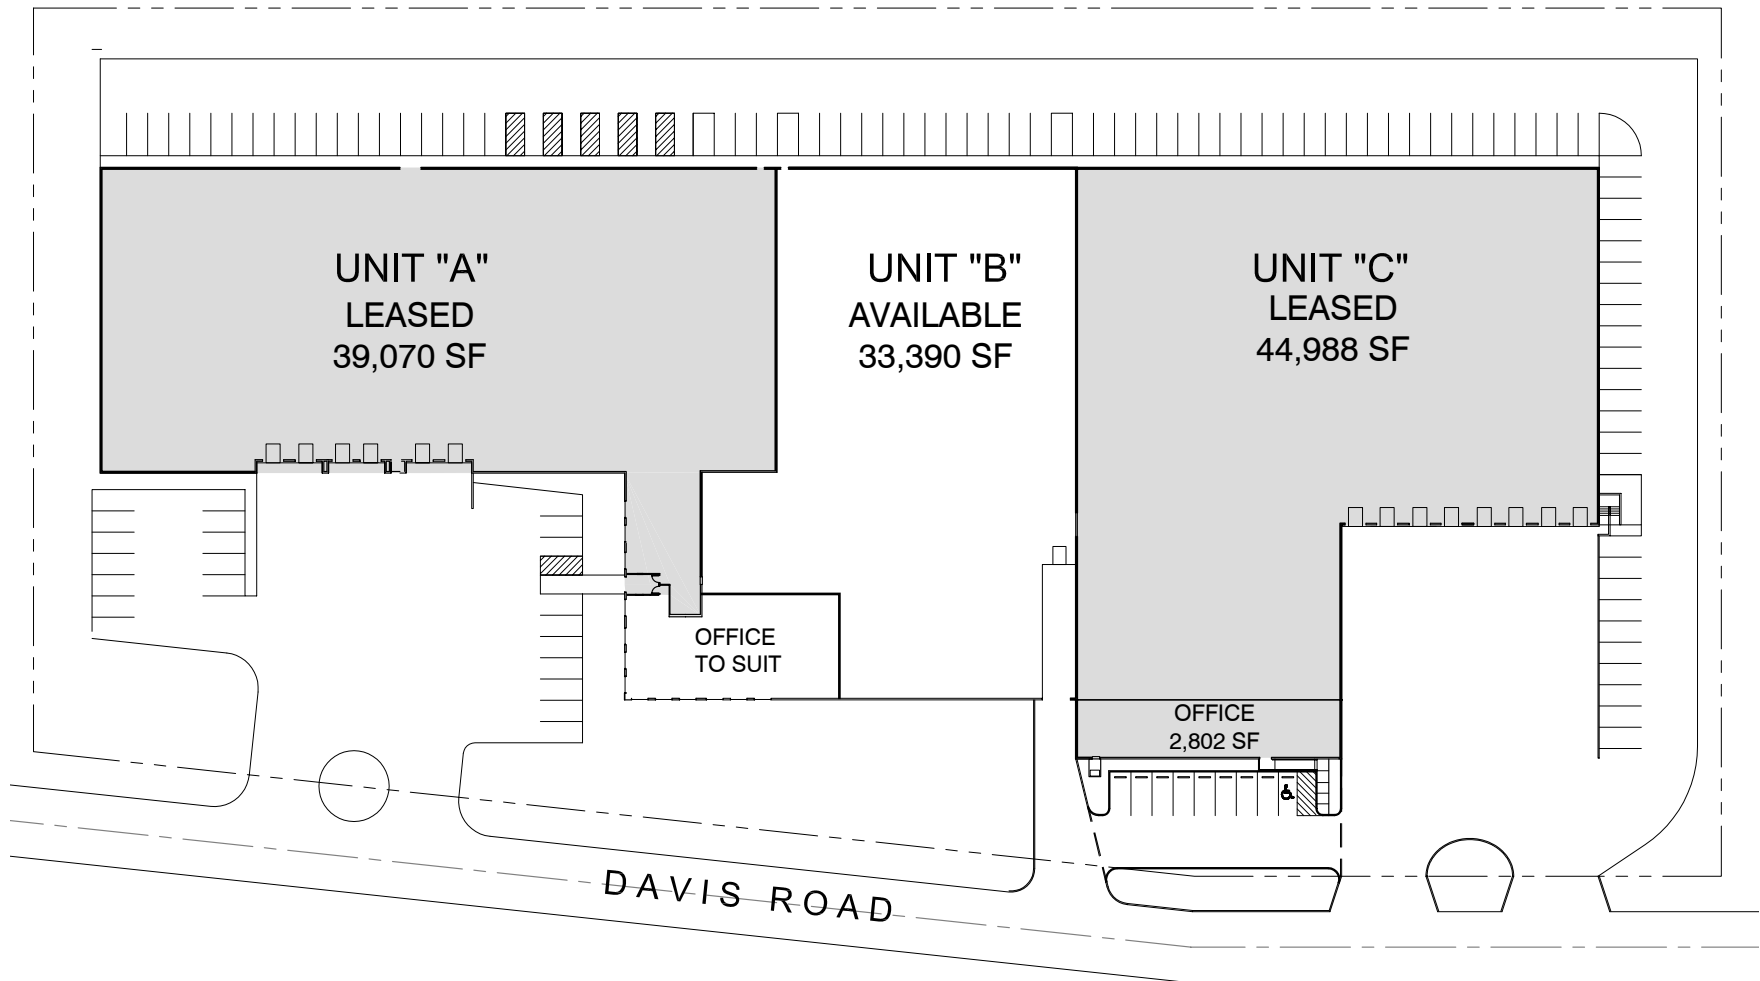 UNIT "A"
LEASED
39,070 SF
UNIT "B"
AVAILABLE
33,390 SF
UNIT "C"
LEASED
44,988 SF
OFFICE
TO SUIT
OFFICE
2,802 SF
DAVIS ROAD